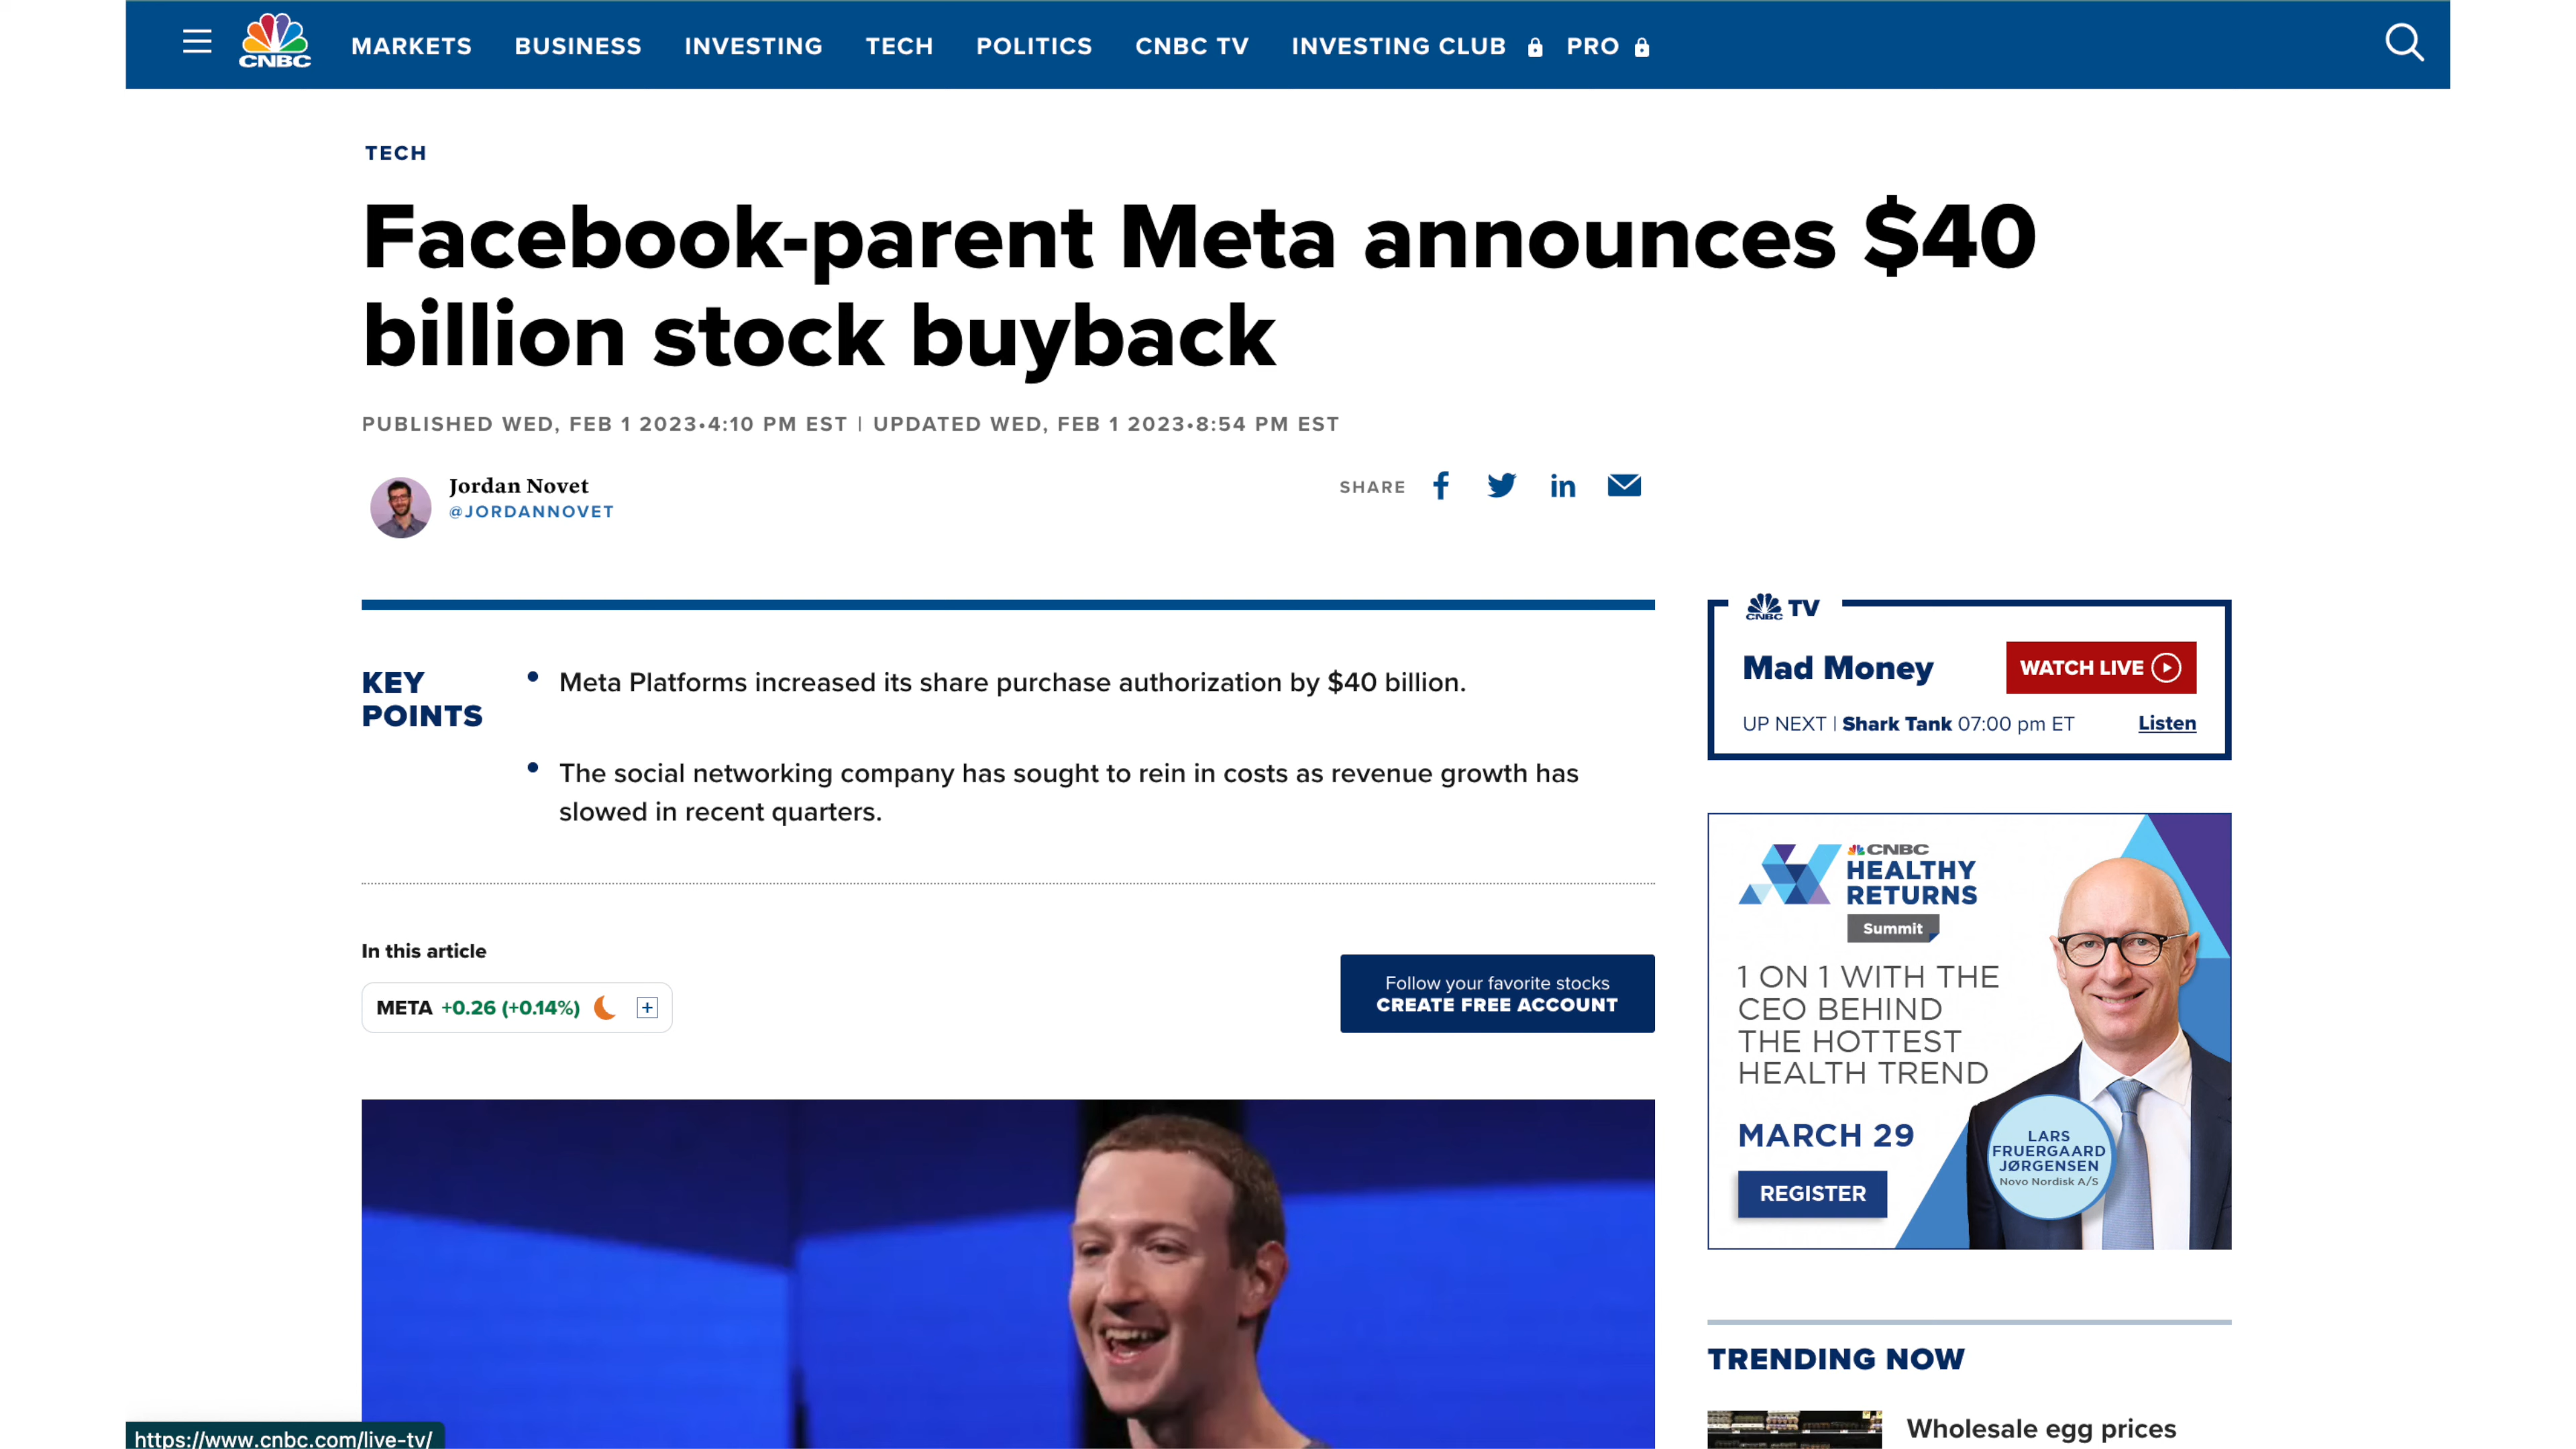 CNBC
MARKETS
BUSINESS
INVESTING
TECH
POLITICS
CNBC TV
INVESTING CLUB
PRO
TECH
Facebook-parent Meta announces $40
billion stock buyback
PUBLISHED WED, FEB 1 2023•4:10 PM EST | UPDATED WED, FEB 1 2023•8:54 PM EST
Jordan Novet
@JORDANNOVET
SHARE
KEY
POINTS
• Meta Platforms increased its share purchase authorization by $40 billion.
• The social networking company has sought to rein in costs as revenue growth has
slowed in recent quarters.
In this article
META +0.26 (+0.14%)
Follow your favorite stocks
CREATE FREE ACCOUNT
CNBC TV
Mad Money
WATCH LIVE
UP NEXT | Shark Tank 07:00 pm ET
Listen
CNBC
HEALTHY
RETURNS
Summit
1 ON 1 WITH THE
CEO BEHIND
THE HOTTEST
HEALTH TREND
MARCH 29
REGISTER
LARS
FRUERGAARD
JØRGENSEN
Novo Nordisk A/S
TRENDING NOW
Wholesale egg prices
https://www.cnbc.com/live-tv/